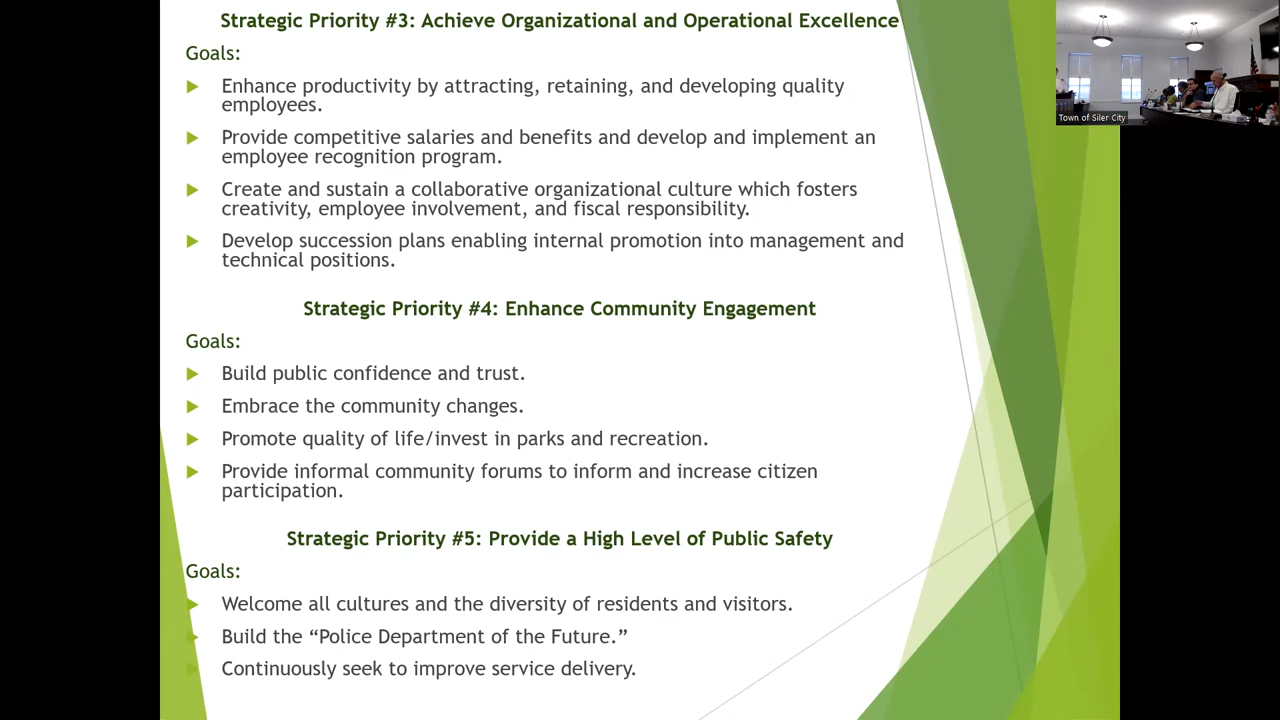 Strategic Priority #3: Achieve Organizational and Operational Excellence
Goals:
Enhance productivity by attracting, retaining, and developing quality
employees.
Provide competitive salaries and benefits and develop and implement an
employee recognition program.
Create and sustain a collaborative organizational culture which fosters
creativity, employee involvement, and fiscal responsibility.
Develop succession plans enabling internal promotion into management and
technical positions.
Strategic Priority #4: Enhance Community Engagement
Goals:
Build public confidence and trust.
Embrace the community changes.
Promote quality of life/invest in parks and recreation.
Provide informal community forums to inform and increase citizen
participation.
Strategic Priority #5: Provide a High Level of Public Safety
Goals:
Welcome all cultures and the diversity of residents and visitors.
Build the “Police Department of the Future.”
Continuously seek to improve service delivery.
Town of Siler City